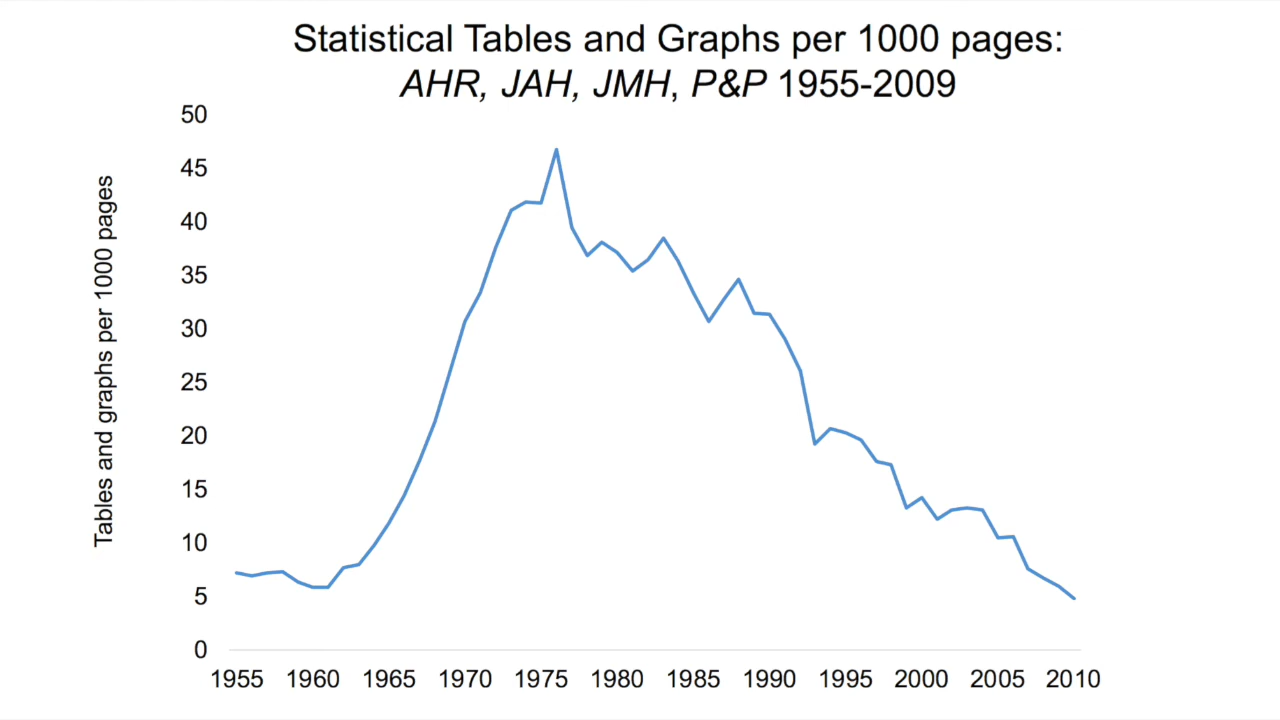 Statistical Tables and Graphs per 1000 pages:
AHR, JAH, JMH, P&P 1955-2009
Tables and graphs per 1000 pages
50
45
40
35
30
25
20
15
10
5
0
1955 1960 1965 1970 1975 1980 1985 1990 1995 2000 2005 2010